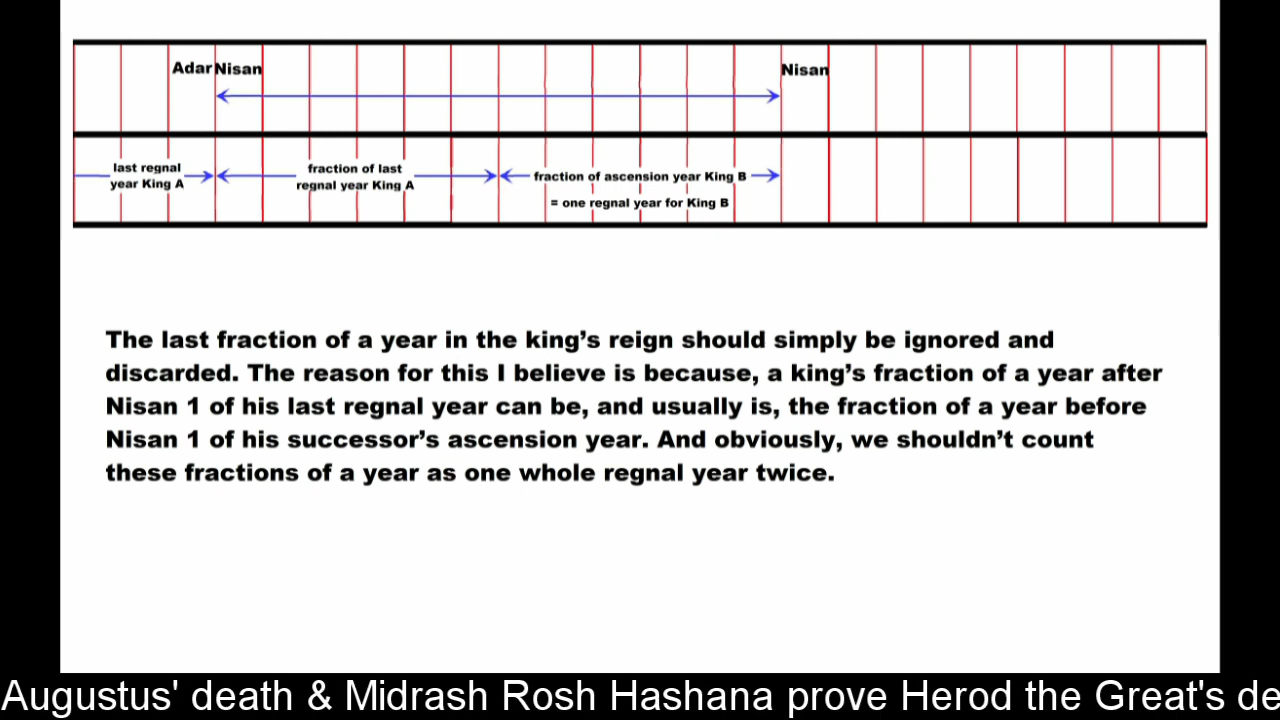 Adar Nisan Nisan
last regnal
year King A
fraction of last
regnal year King A
fraction of ascension year King B
= one regnal year for King B
The last fraction of a year in the king's reign should simply be ignored and
discarded. The reason for this I believe is because, a king's fraction of a year after
Nisan 1 of his last regnal year can be, and usually is, the fraction of a year before
Nisan 1 of his successor's ascension year. And obviously, we shouldn't count
these fractions of a year as one whole regnal year twice.
Augustus' death & Midrash Rosh Hashana prove Herod the Great's de